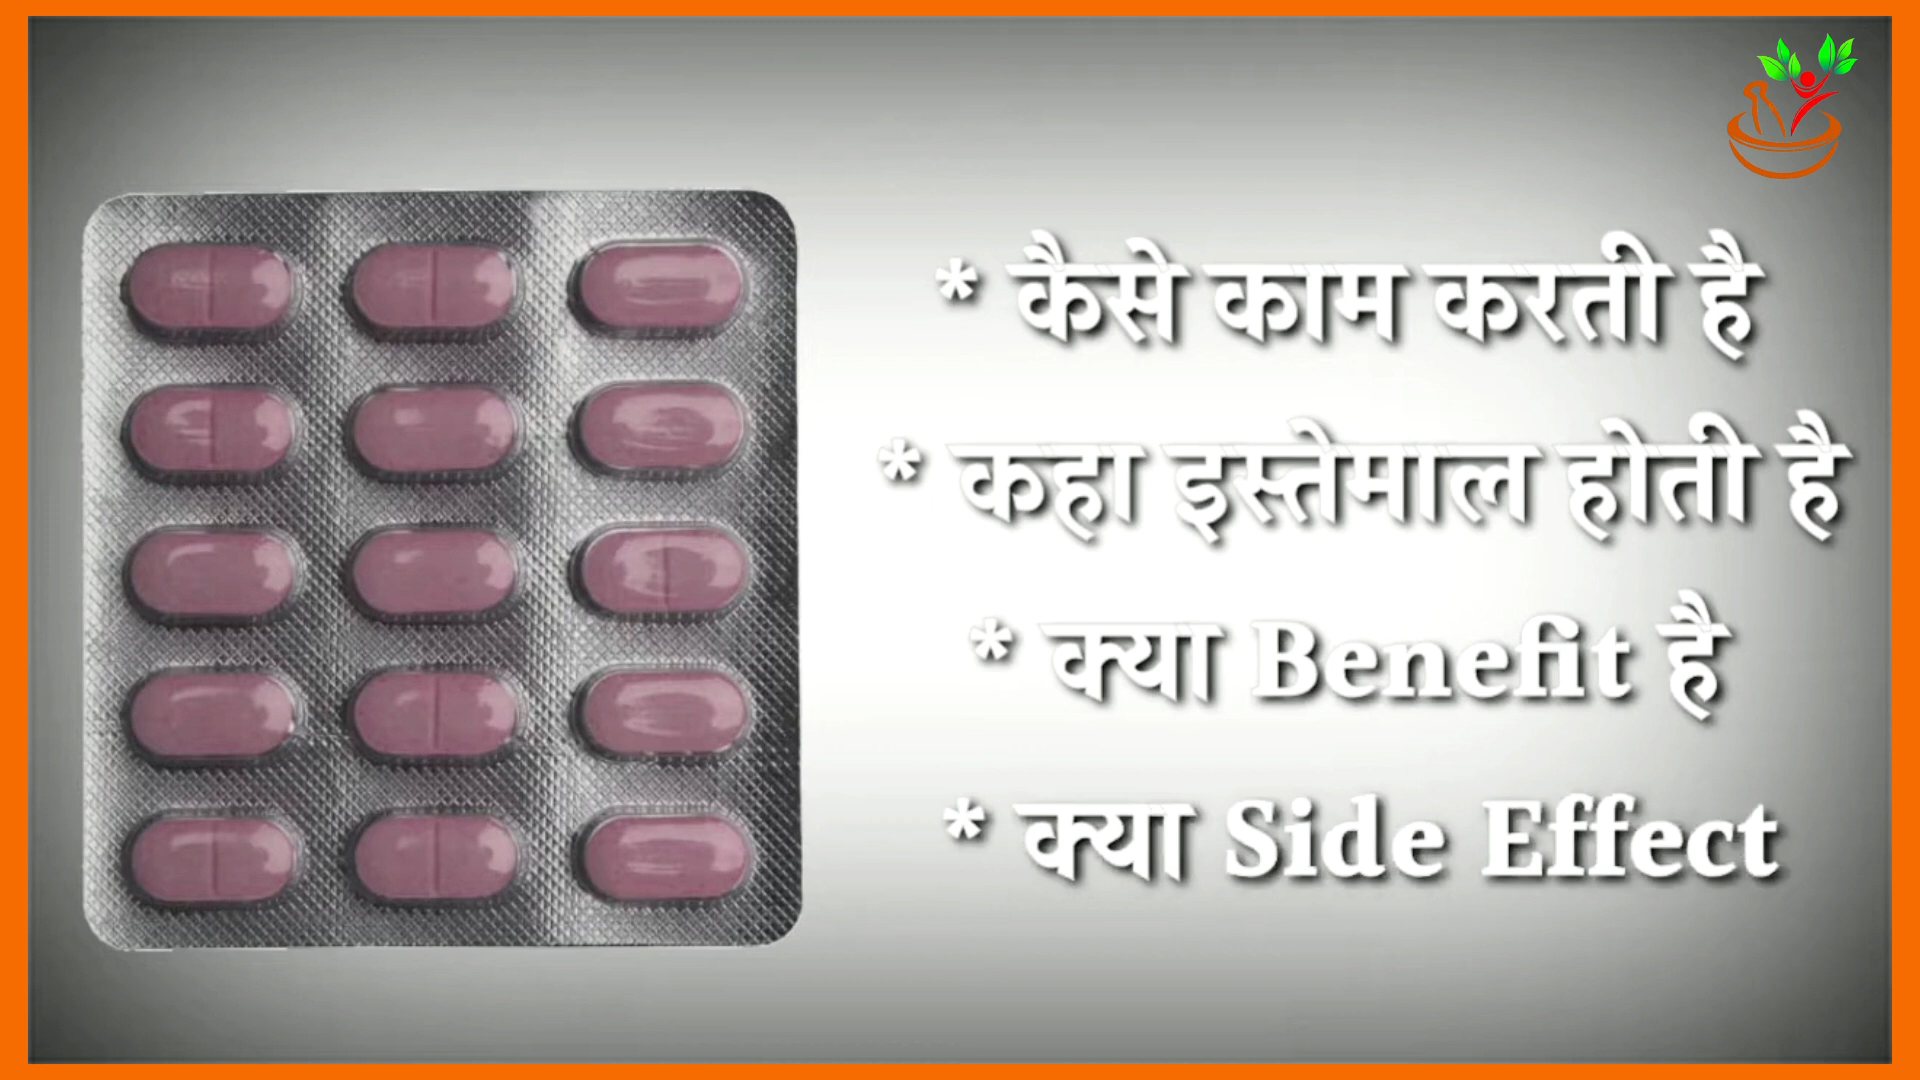 * कैसे काम करती है
* कहा इस्तेमाल होती है
* क्या Benefit है
* क्या Side Effect